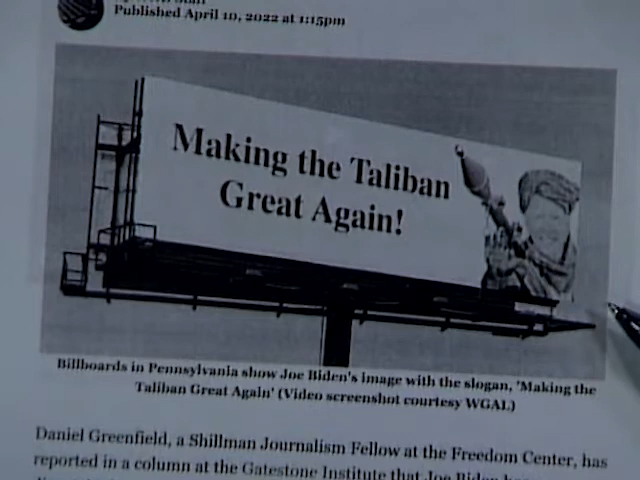 Published April 10, 2022 at 1:15pm
Making the Taliban
Great Again!
Billboards in Pennsylvania show Joe Biden's image with the slogan, 'Making the
Taliban Great Again' (Video screenshot courtesy WGAL)
Daniel Greenfield, a Shillman Journalism Fellow at the Freedom Center, has
reported in a column at the Gatestone Institute that Joe Biden